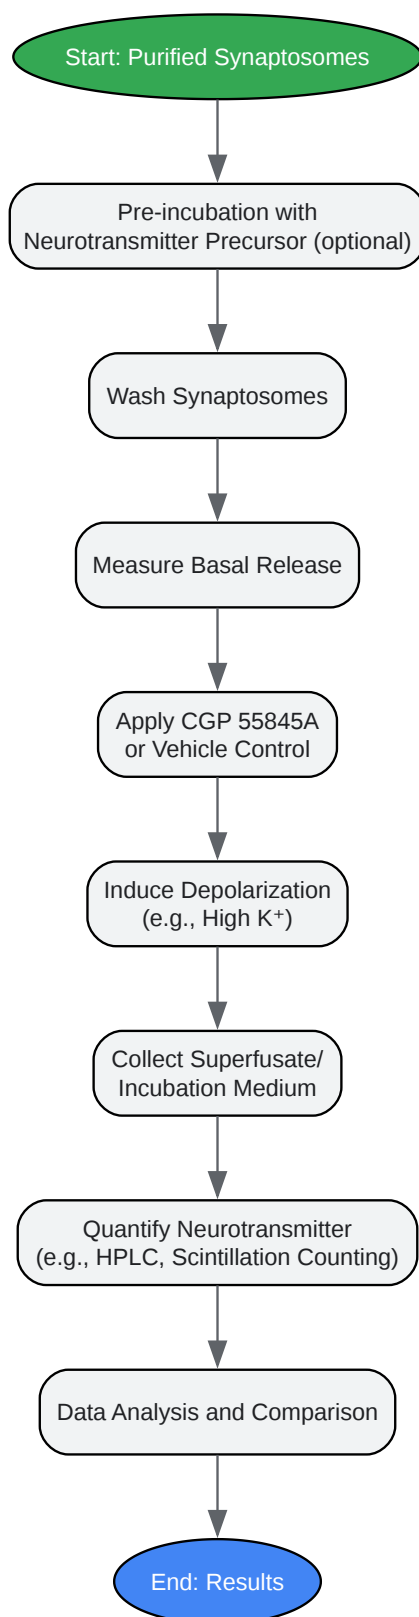 Start: Purified Synaptosomes
Pre-incubation with
Neurotransmitter Precursor (optional)
Wash Synaptosomes
Measure Basal Release
Apply CGP 55845A
or Vehicle Control
Induce Depolarization
(e.g., High K⁺)
Collect Superfusate/
Incubation Medium
Quantify Neurotransmitter
(e.g., HPLC, Scintillation Counting)
Data Analysis and Comparison
End: Results